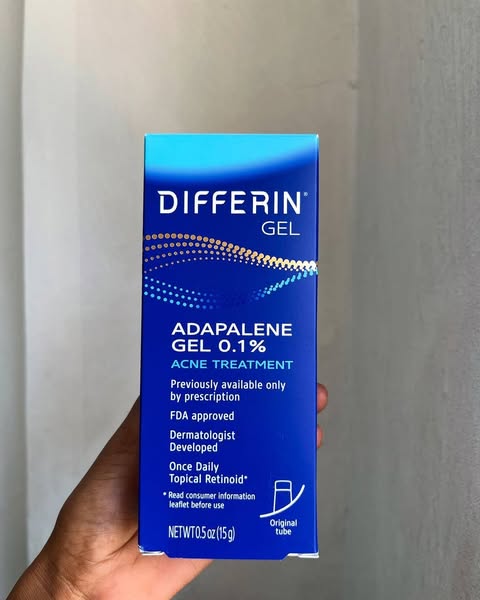 DIFFERIN®
GEL
ADAPALENE
GEL 0.1%
ACNE TREATMENT
Previously available only
by prescription
FDA approved
Dermatologist
Developed
Once Daily
Topical Retinoid*
* Read consumer information
leaflet before use
Original
tube
NETWT0.5 oz (15 g)